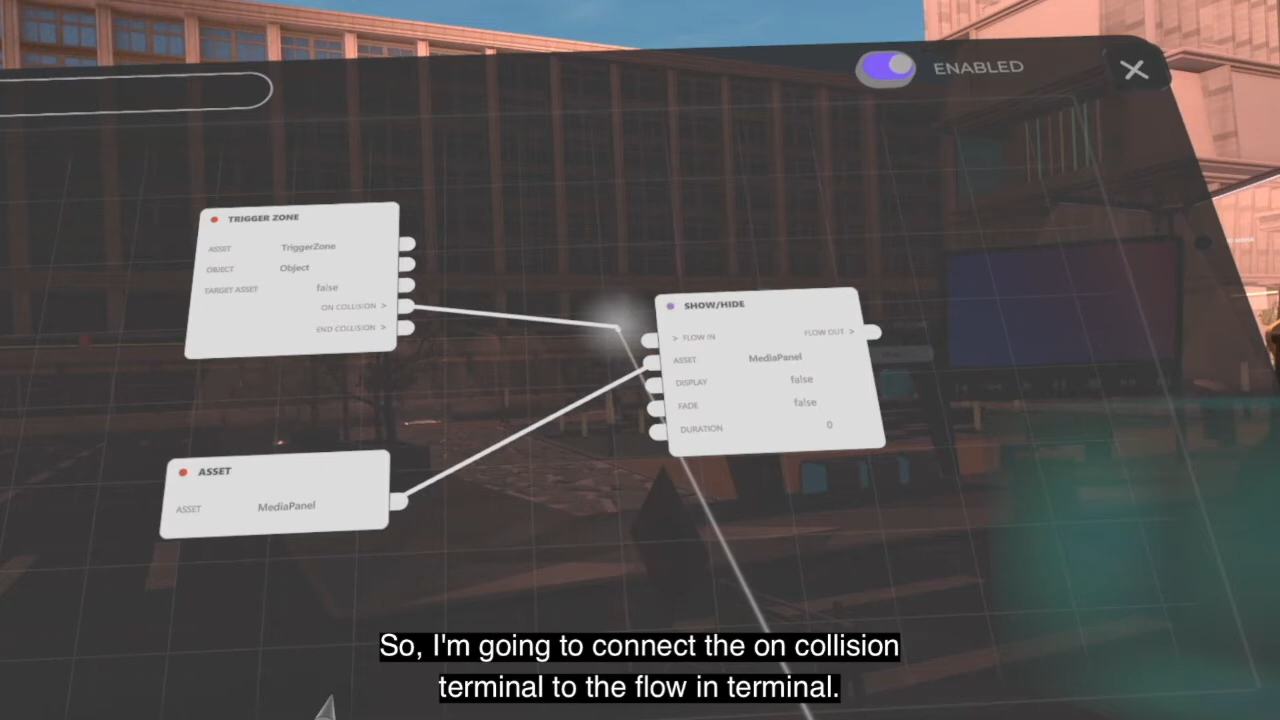 ENABLED
TRIGGER ZONE
ASSET TriggerZone
OBJECT Object
TARGET ASSET false
ON COLLISION >
END COLLISION >
SHOW/HIDE
> FLOW IN FLOW OUT >
ASSET MediaPanel
DISPLAY false
FADE false
DURATION 0
ASSET
ASSET MediaPanel
So, I'm going to connect the on collision
terminal to the flow in terminal.